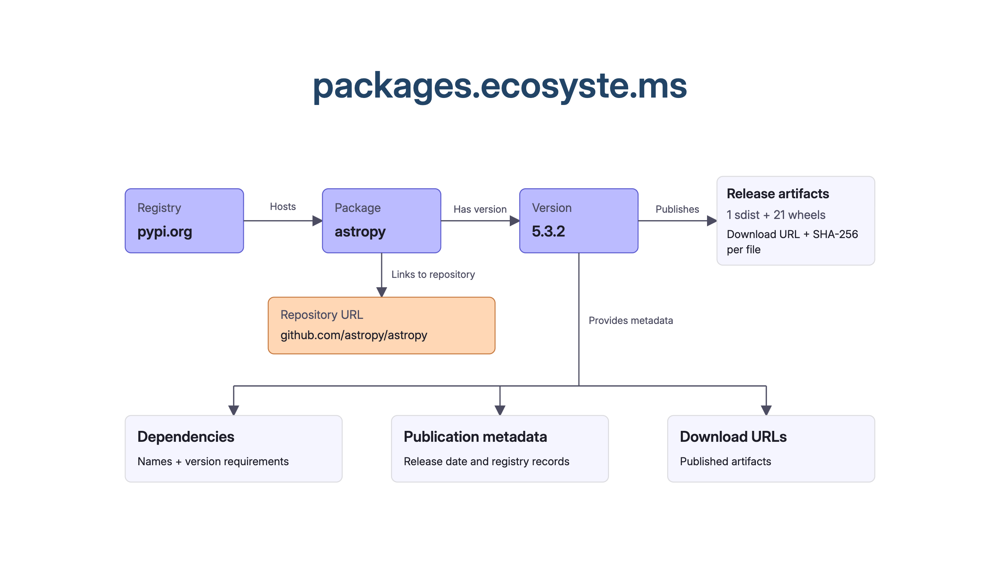 packages.ecosyste.ms
Registry
pypi.org
Hosts
Package
astropy
Has version
Version
5.3.2
Publishes
Release artifacts
1 sdist + 21 wheels
Download URL + SHA-256
per file
Links to repository
Repository URL
github.com/astropy/astropy
Provides metadata
Dependencies
Names + version requirements
Publication metadata
Release date and registry records
Download URLs
Published artifacts